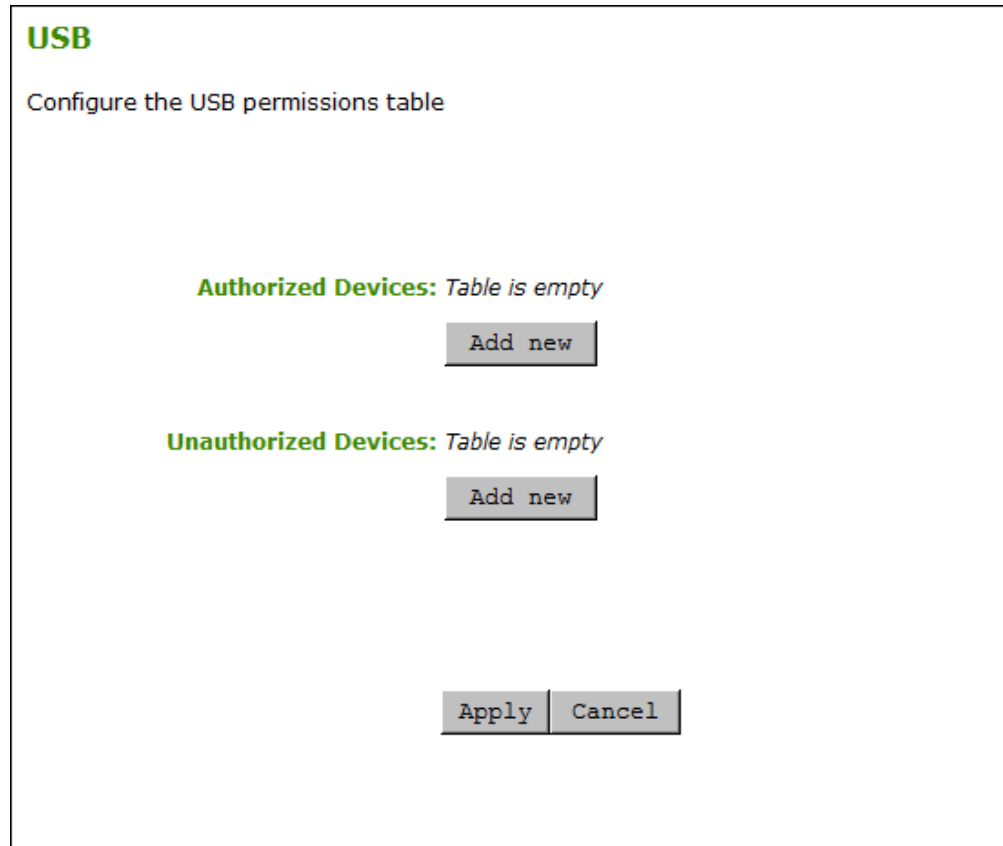 USB
Configure the USB permissions table
Authorized Devices: Table is empty
Add new
Unauthorized Devices: Table is empty
Add new
Apply Cancel